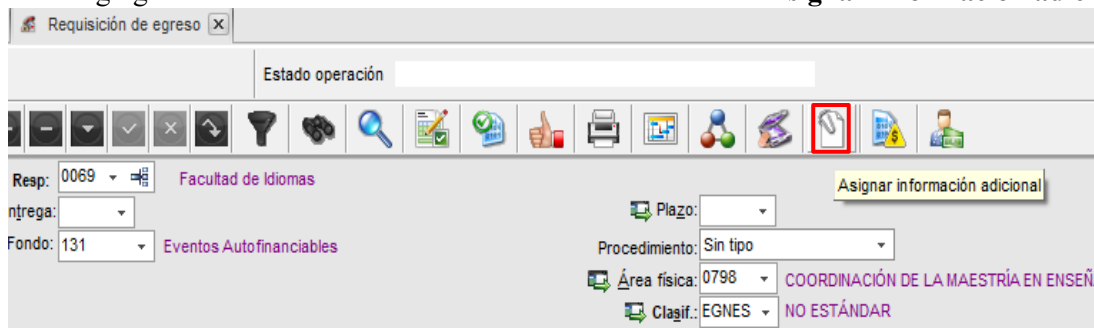 Requisición de egreso
Estado operación
Asignar información adicional
Resp: 0069 Facultad de Idiomas
ntrega:
Plazo:
Fondo: 131 Eventos Autofinanciables
Procedimiento: Sin tipo
Área física: 0798 COORDINACIÓN DE LA MAESTRÍA EN ENSEÑ
Clasif.: EGNES NO ESTÁNDAR